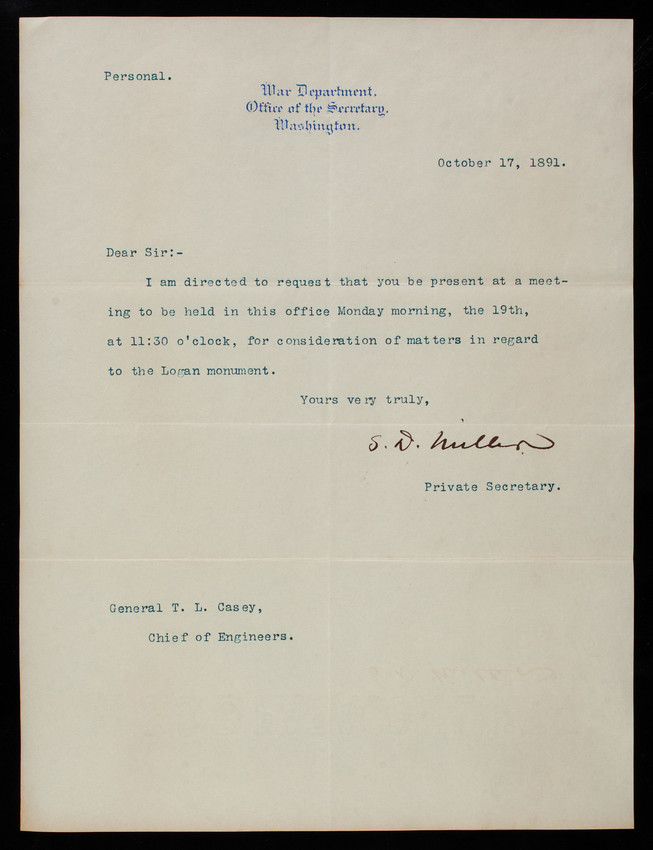 Personal.
War Department,
Office of the Secretary,
Washington.
October 17, 1891.
Dear Sir:-
I am directed to request that you be present at a meet-
ing to be held in this office Monday morning, the 19th,
at 11:30 o'clock, for consideration of matters in regard
to the Logan monument.
Yours very truly,
S. D. Miller
Private Secretary.
General T. L. Casey,
Chief of Engineers.